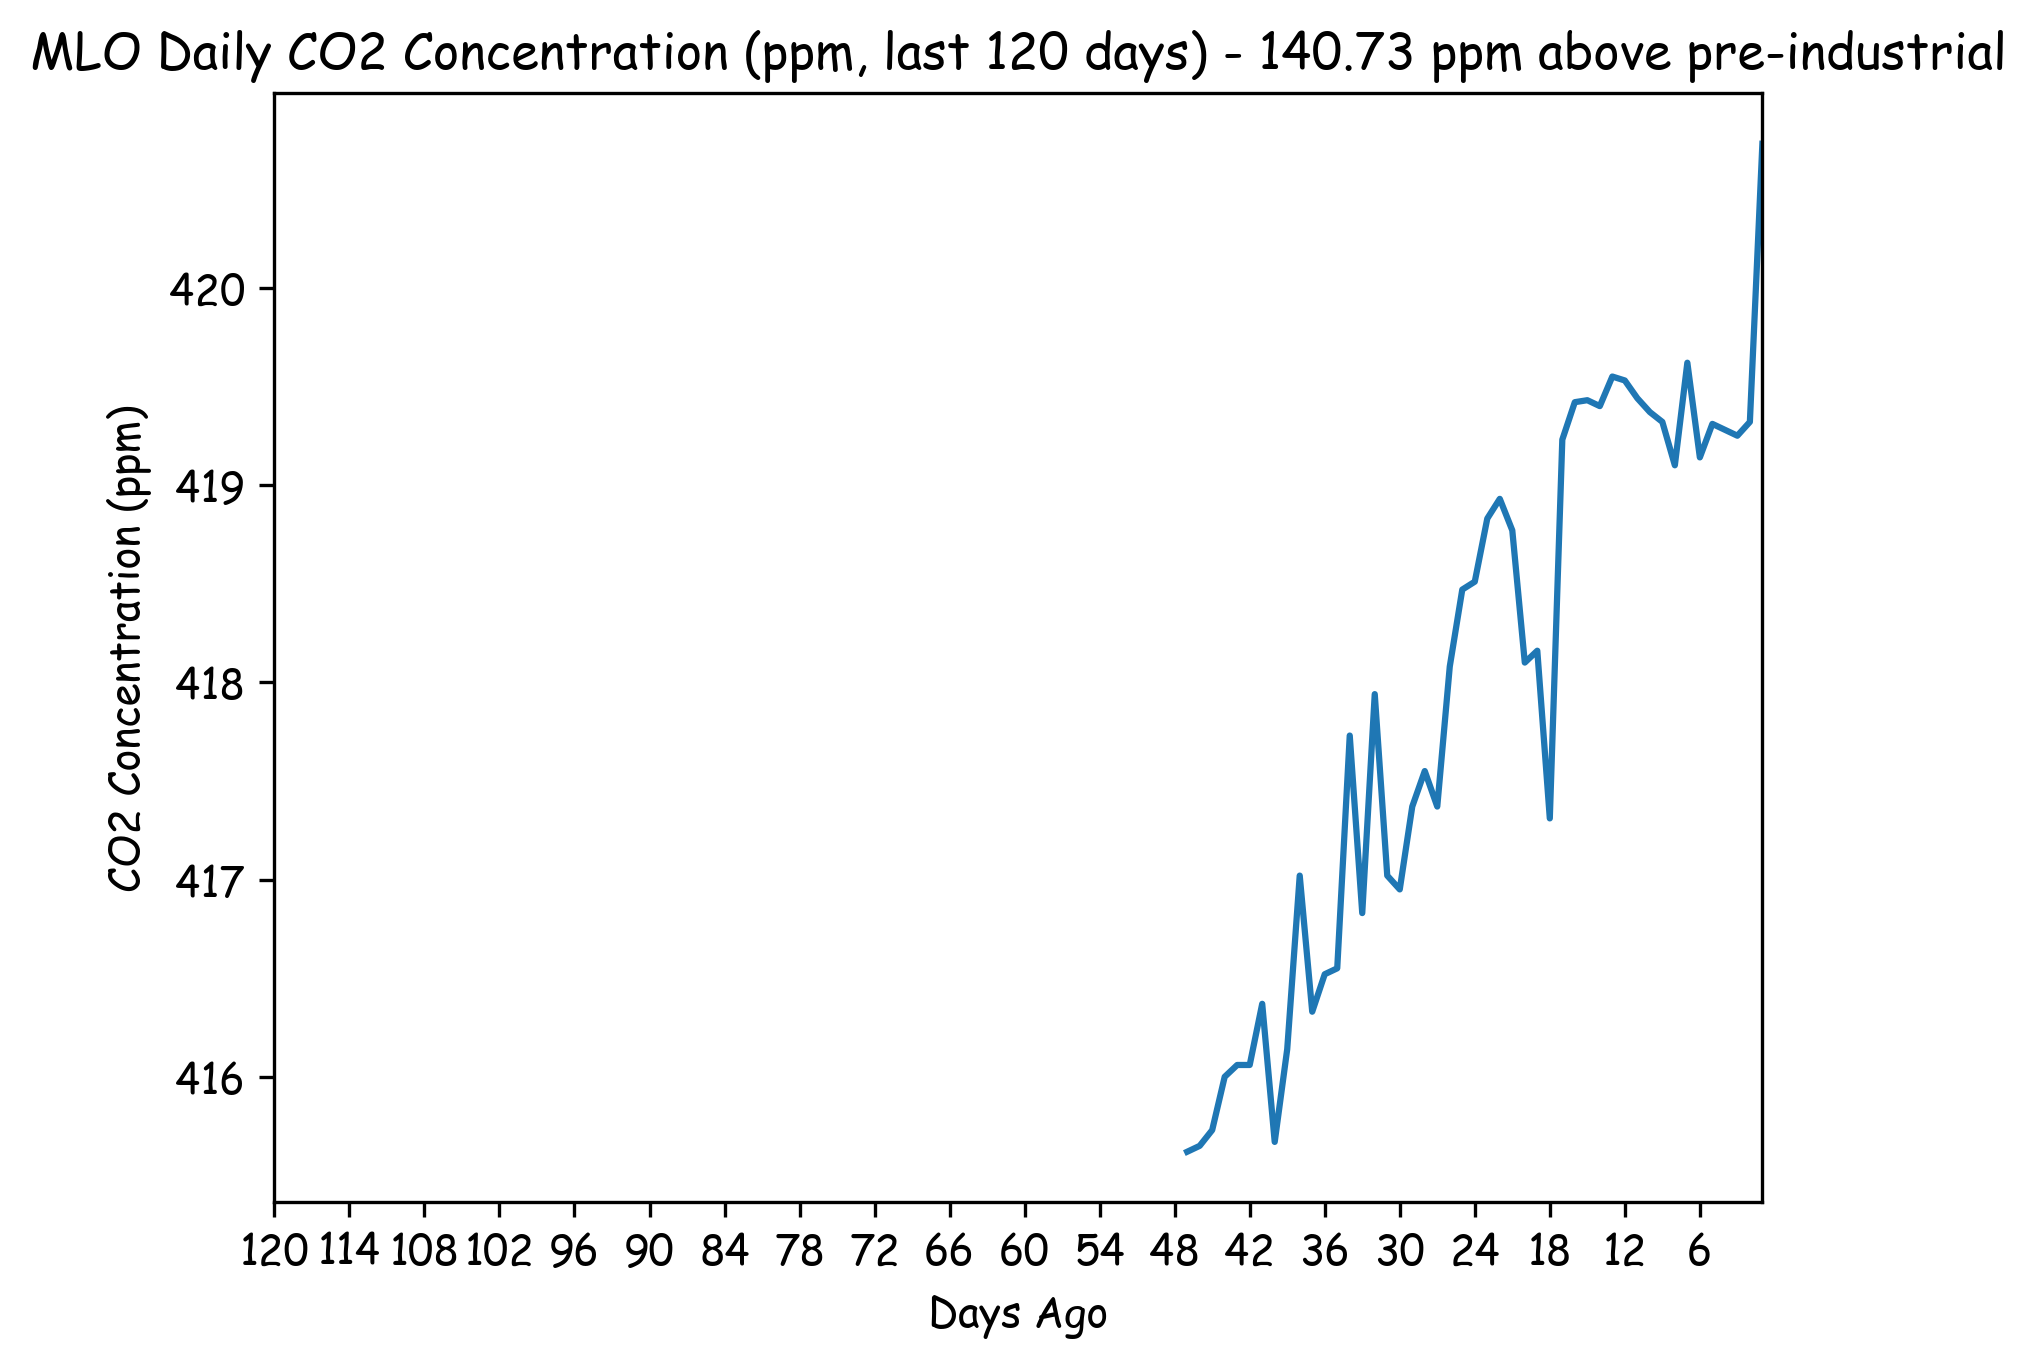 MLO Daily CO2 Concentration (ppm, last 120 days) - 140.73 ppm above pre-industrial
420
419
418
417
416
CO2 Concentration (ppm)
120 114 108 102 96 90 84 78 72 66 60 54 48 42 36 30 24 18 12 6
Days Ago